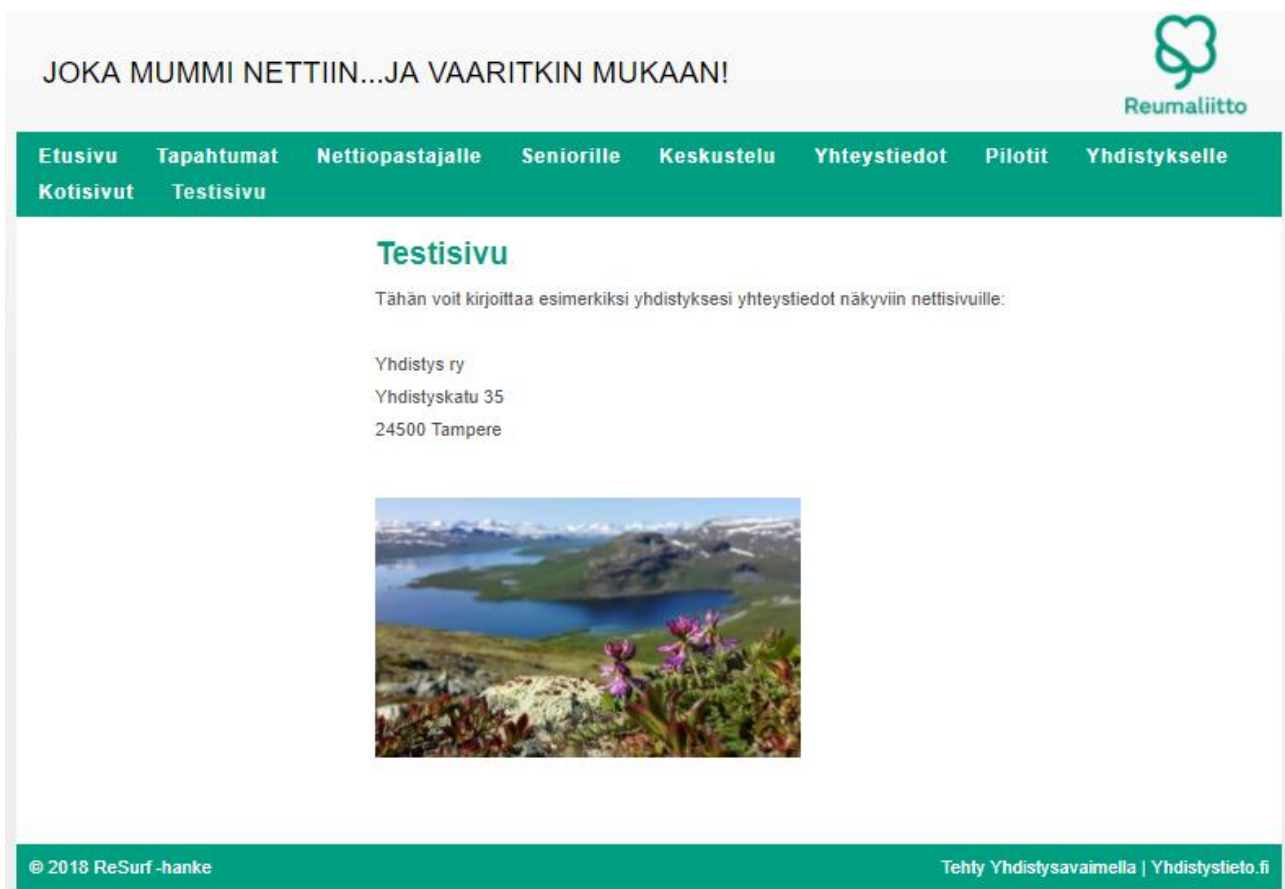 JOKA MUMMI NETTIIN...JA VAARITKIN MUKAAN!
Reumaliitto
Etusivu Tapahtumat Nettiopastajalle Seniorille Keskustelu Yhteystiedot Pilotit Yhdistykselle
Kotisivut Testisivu
Testisivu
Tähän voit kirjoittaa esimerkiksi yhdistyksesi yhteystiedot näkyviin nettisivuille:
Yhdistys ry
Yhdistyskatu 35
24500 Tampere
© 2018 ReSurf -hanke
Tehty Yhdistysavaimella | Yhdistystieto.fi